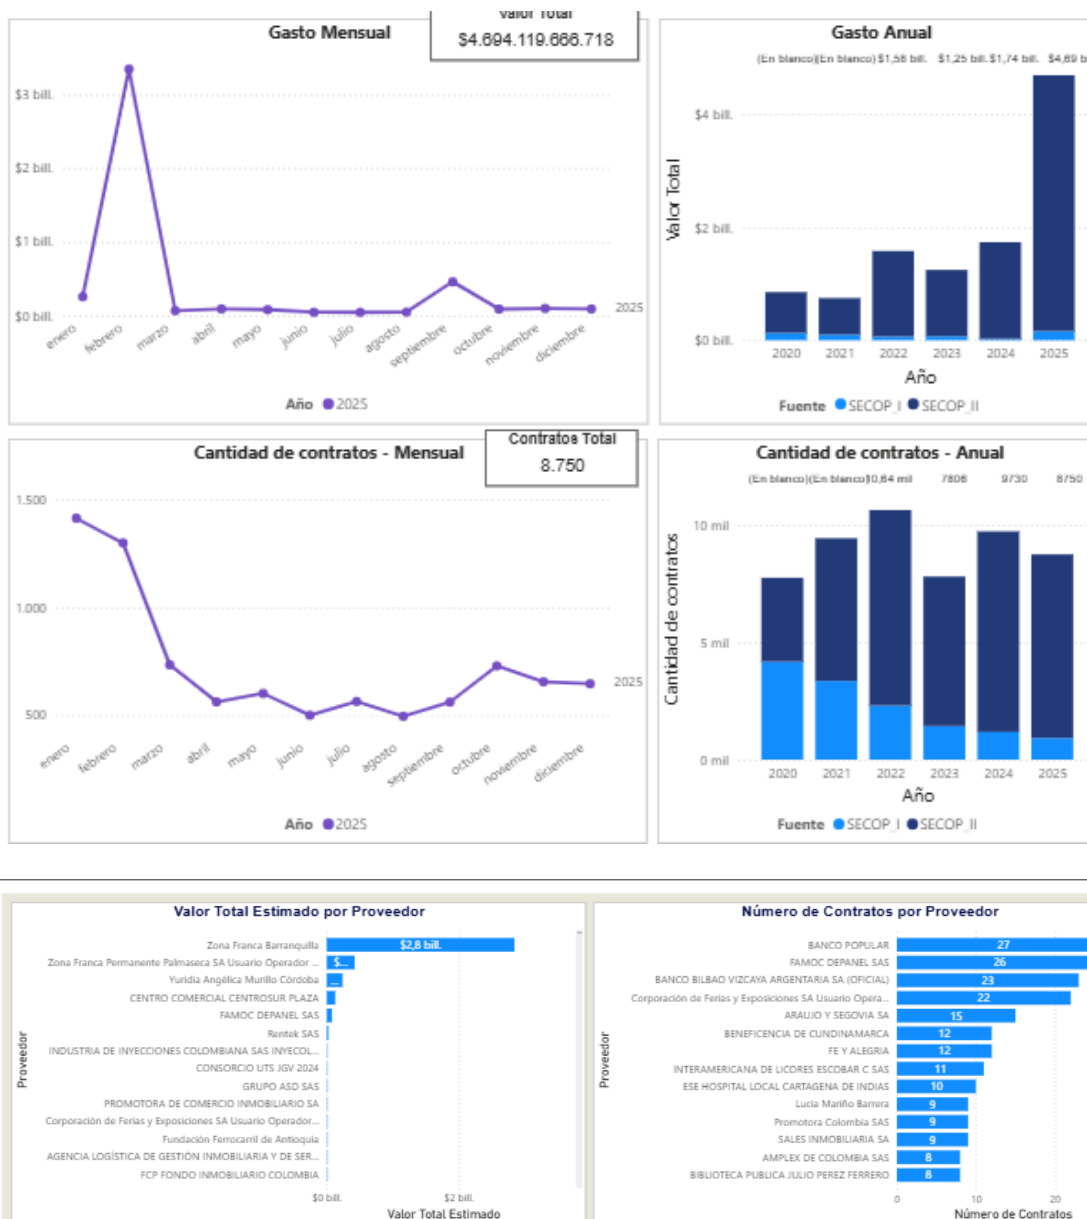 Valor Total
$4.694.119.666.718
Gasto Mensual
$3 bill.
$2 bill.
$1 bill.
$0 bill.
enero
febrero
marzo
abril
mayo
junio
julio
agosto
septiembre
octubre
noviembre
diciembre
2025
Año 2025
Gasto Anual
(En blanco)(En blanco) $1,58 bill. $1,25 bill. $1,74 bill. $4,69 b
$4 bill.
$2 bill.
$0 bill.
Valor Total
2020 2021 2022 2023 2024 2025
Año
Fuente SECOP_I SECOP_II
Cantidad de contratos - Mensual
Contratos Total
8.750
1.500
1.000
500
enero
febrero
marzo
abril
mayo
junio
julio
agosto
septiembre
octubre
noviembre
diciembre
2025
Año 2025
Cantidad de contratos - Anual
(En blanco)(En blanco) 10,64 mil 7806 9730 8750
10 mil
5 mil
0 mil
Cantidad de contratos
2020 2021 2022 2023 2024 2025
Año
Fuente SECOP_I SECOP_II
Valor Total Estimado por Proveedor
Proveedor
Zona Franca Barranquilla $2,8 bill.
Zona Franca Permanente Palmaseca SA Usuario Operador ... $...
Yuridia Angélica Murillo Córdoba ...
CENTRO COMERCIAL CENTROSUR PLAZA
FAMOC DEPANEL SAS
Rentek SAS
INDUSTRIA DE INYECCIONES COLOMBIANA SAS INYECOL...
CONSORCIO UTS JGV 2024
GRUPO ASD SAS
PROMOTORA DE COMERCIO INMOBILIARIO SA
Corporación de Ferias y Exposiciones SA Usuario Operador...
Fundación Ferrocarril de Antioquia
AGENCIA LOGÍSTICA DE GESTIÓN INMOBILIARIA Y DE SER...
FCP FONDO INMOBILIARIO COLOMBIA
$0 bill. $2 bill.
Valor Total Estimado
Número de Contratos por Proveedor
Proveedor
BANCO POPULAR 27
FAMOC DEPANEL SAS 26
BANCO BILBAO VIZCAYA ARGENTARIA SA (OFICIAL) 23
Corporación de Ferias y Exposiciones SA Usuario Opera... 22
ARAUJO Y SEGOVIA SA 15
BENEFICENCIA DE CUNDINAMARCA 12
FE Y ALEGRIA 12
INTERAMERICANA DE LICORES ESCOBAR C SAS 11
ESE HOSPITAL LOCAL CARTAGENA DE INDIAS 10
Lucia Mariño Barrera 9
Promotora Colombia SAS 9
SALES INMOBILIARIA SA 9
AMPLEX DE COLOMBIA SAS 8
BIBLIOTECA PUBLICA JULIO PEREZ FERRERO 8
0 10 20
Número de Contratos